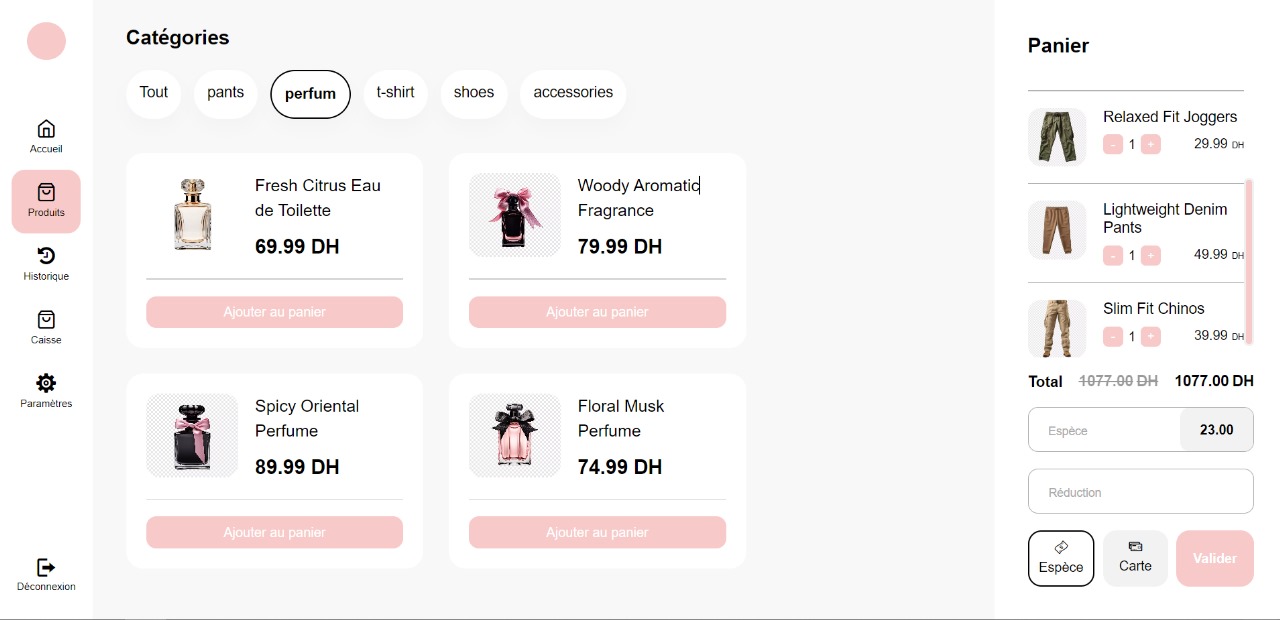 Accueil
Produits
Historique
Caisse
Paramètres
Déconnexion
Catégories
Tout
pants
perfum
t-shirt
shoes
accessories
Fresh Citrus Eau
de Toilette
69.99 DH
Ajouter au panier
Woody Aromatic
Fragrance
79.99 DH
Ajouter au panier
Spicy Oriental
Perfume
89.99 DH
Ajouter au panier
Floral Musk
Perfume
74.99 DH
Ajouter au panier
Panier
Relaxed Fit Joggers
- 1 + 29.99 DH
Lightweight Denim
Pants
- 1 + 49.99 DH
Slim Fit Chinos
- 1 + 39.99 DH
Total 1077.00 DH 1077.00 DH
Espèce 23.00
Réduction
Espèce
Carte
Valider